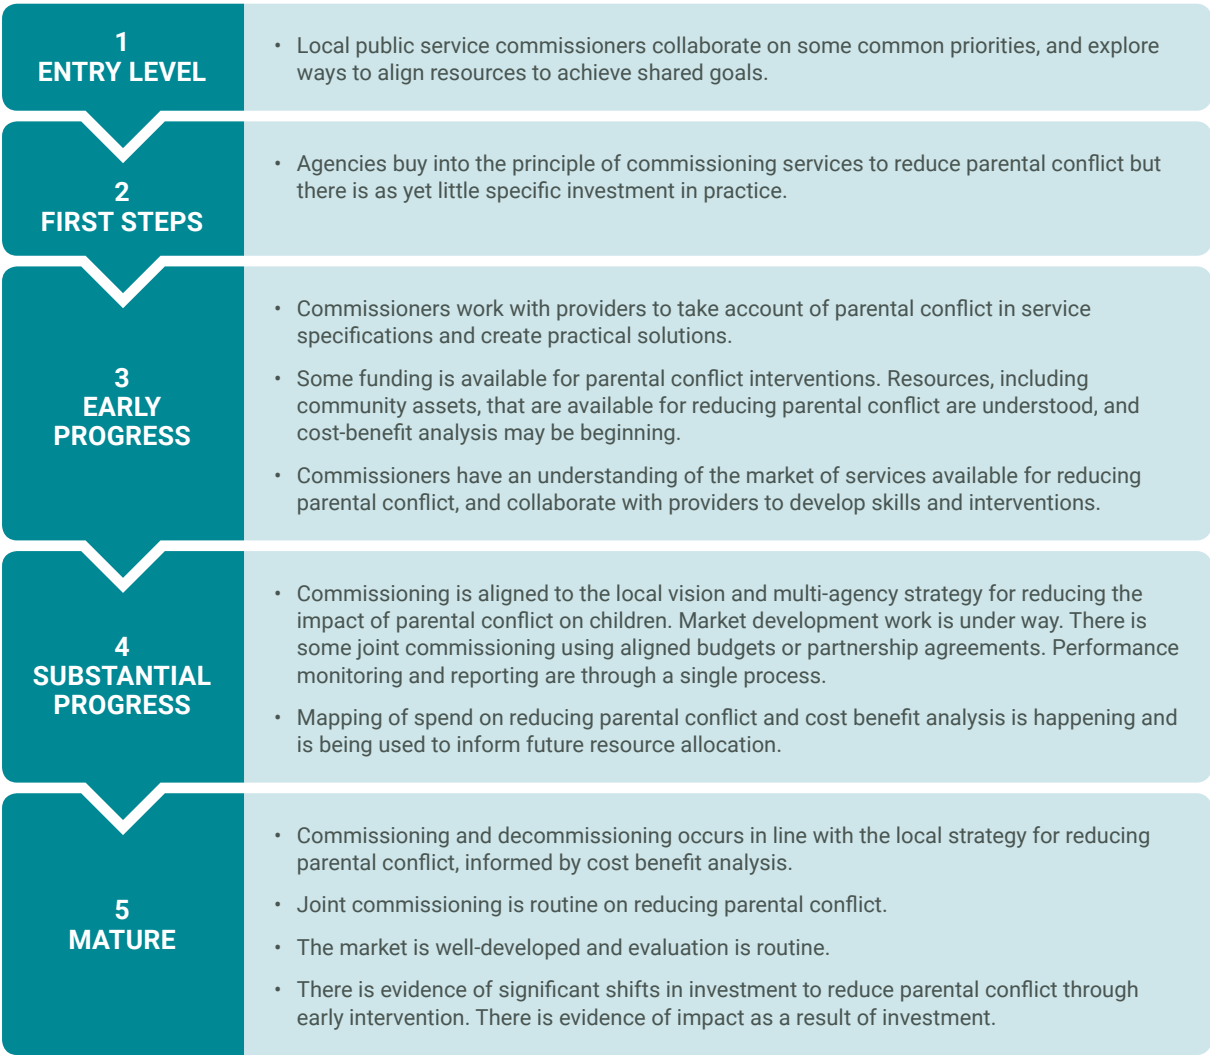 1
ENTRY LEVEL
• Local public service commissioners collaborate on some common priorities, and explore
ways to align resources to achieve shared goals.
2
FIRST STEPS
• Agencies buy into the principle of commissioning services to reduce parental conflict but
there is as yet little specific investment in practice.
3
EARLY
PROGRESS
• Commissioners work with providers to take account of parental conflict in service
specifications and create practical solutions.
• Some funding is available for parental conflict interventions. Resources, including
community assets, that are available for reducing parental conflict are understood, and
cost-benefit analysis may be beginning.
• Commissioners have an understanding of the market of services available for reducing
parental conflict, and collaborate with providers to develop skills and interventions.
4
SUBSTANTIAL
PROGRESS
• Commissioning is aligned to the local vision and multi-agency strategy for reducing the
impact of parental conflict on children. Market development work is under way. There is
some joint commissioning using aligned budgets or partnership agreements. Performance
monitoring and reporting are through a single process.
• Mapping of spend on reducing parental conflict and cost benefit analysis is happening and
is being used to inform future resource allocation.
5
MATURE
• Commissioning and decommissioning occurs in line with the local strategy for reducing
parental conflict, informed by cost benefit analysis.
• Joint commissioning is routine on reducing parental conflict.
• The market is well-developed and evaluation is routine.
• There is evidence of significant shifts in investment to reduce parental conflict through
early intervention. There is evidence of impact as a result of investment.